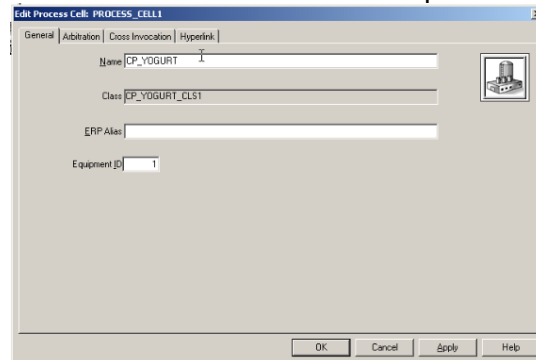 Edit Process Cell: PROCESS_CELL1
General Arbitration Cross Invocation Hyperlink
Name CP_YOGURT
Class CP_YOGURT_CLS1
ERP Alias
Equipment ID 1
OK Cancel Apply Help